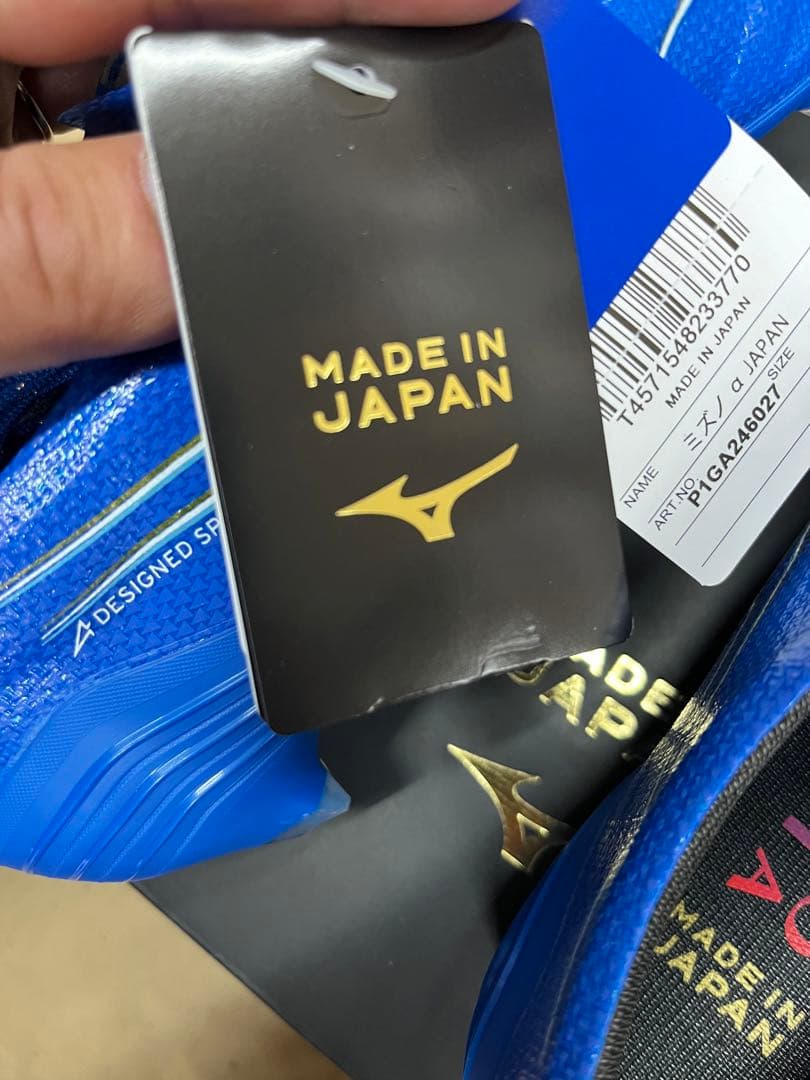 MADE IN
JAPAN
T4571548233770
MADE IN JAPAN
NAME ミズノ α JAPAN
ART.NO. SIZE
P1GA246027
DESIGNED
MADE IN
JAPAN